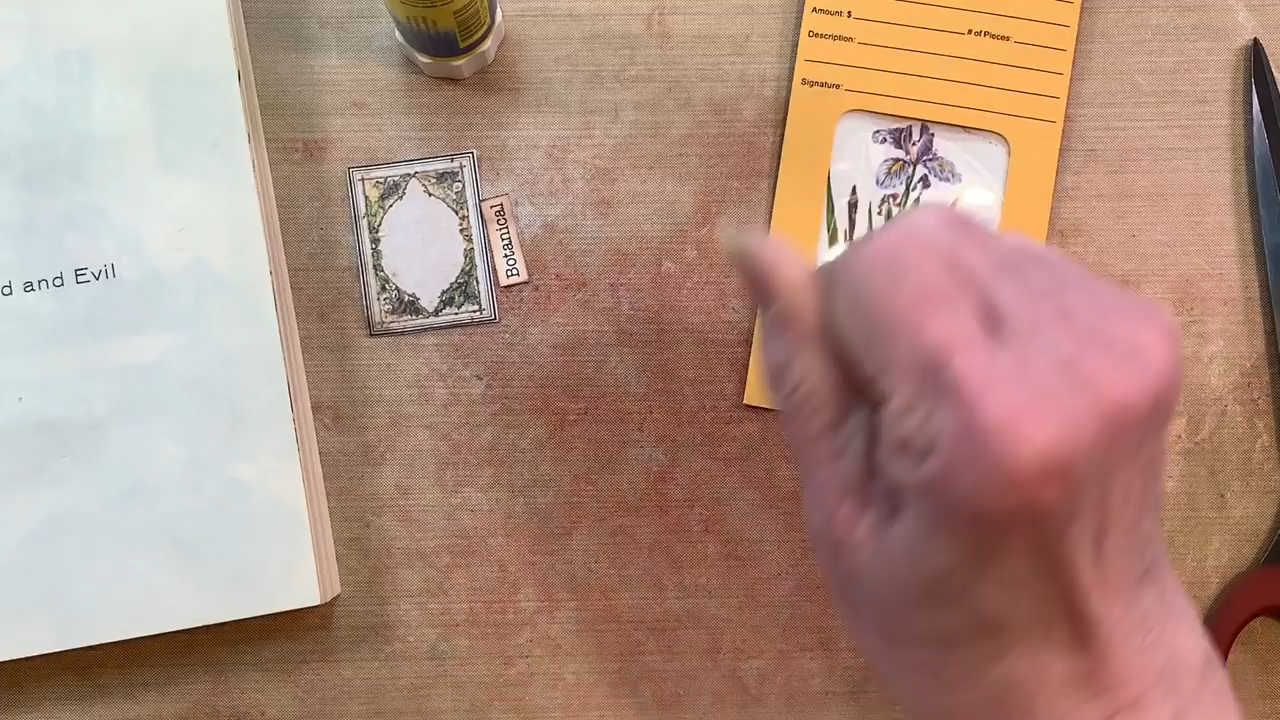 d and Evil
Botanical
Amount: $ # of Pieces:
Description:
Signature: